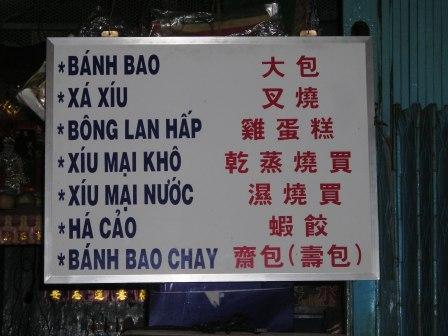 *BÁNH BAO 大包
*XÁ XÍU 叉燒
*BÔNG LAN HẤP 雞蛋糕
*XÍU MẠI KHÔ 乾蒸燒買
*XÍU MẠI NƯỚC 濕燒買
*HÁ CẢO 蝦餃
*BÁNH BAO CHAY 齋包(壽包)